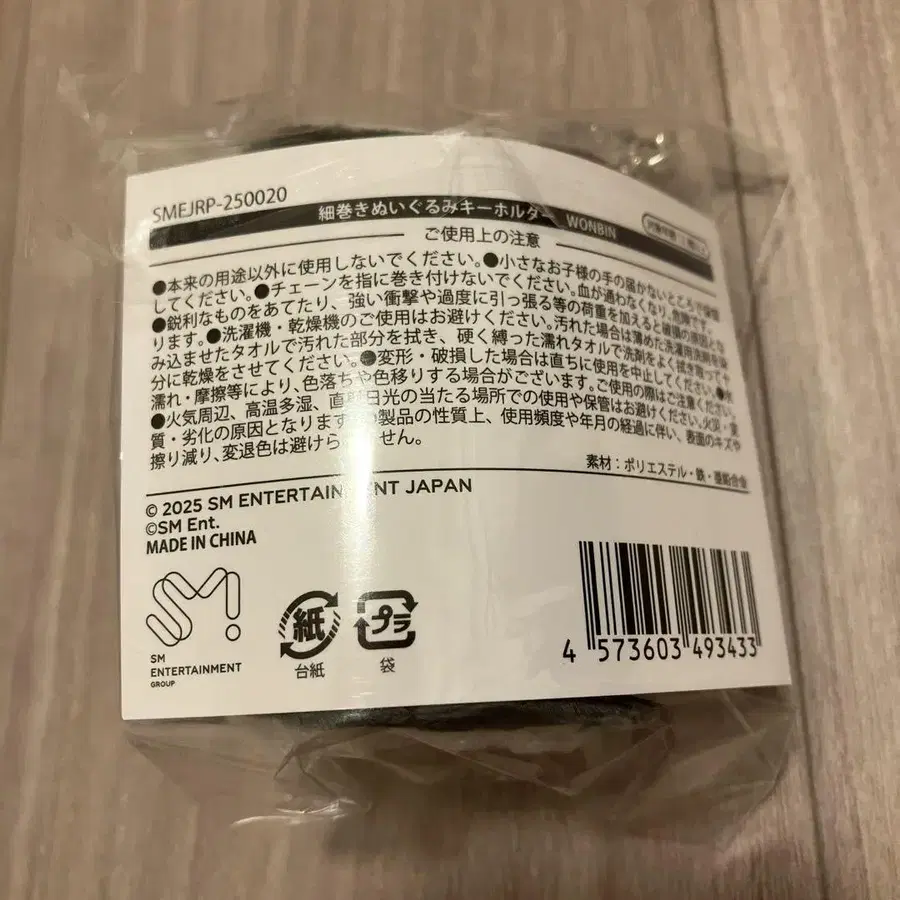 SMEJRP-250020
細巻きぬいぐるみキーホルダー WONBIN
ご使用上の注意
●本来の用途以外に使用しないでください。●小さなお子様の手の届かないところで保管
してください。●チェーンを指に巻き付けないでください。血が通わなくなり、危険です。
●鋭利なものをあてたり、強い衝撃や過度に引っ張る等の荷重を加えると破損の原因とな
ります。●洗濯機・乾燥機のご使用はお避けください。汚れた場合は薄めた洗濯用洗剤を染
み込ませたタオルで汚れた部分を拭き、硬く縛った濡れタオルで洗剤をよく拭き取って
分に乾燥をさせてください。●変形・破損した場合は直ちに使用を中止してください。●水
濡れ・摩擦等により、色落ちや色移りする場合がございます。ご使用の際はご注意ください。
●火気周辺、高温多湿、直射日光の当たる場所での使用や保管はお避けください。火災・変
質・劣化の原因となります 製品の性質上、使用頻度や年月の経過に伴い、表面のキズや
擦り減り、変退色は避けられません。
素材：ポリエステル・鉄・亜鉛合金
© 2025 SM ENTERTAINMENT JAPAN
©SM Ent.
MADE IN CHINA
SM!
SM
ENTERTAINMENT
GROUP
紙
台紙
プラ
袋
4 573603 493433